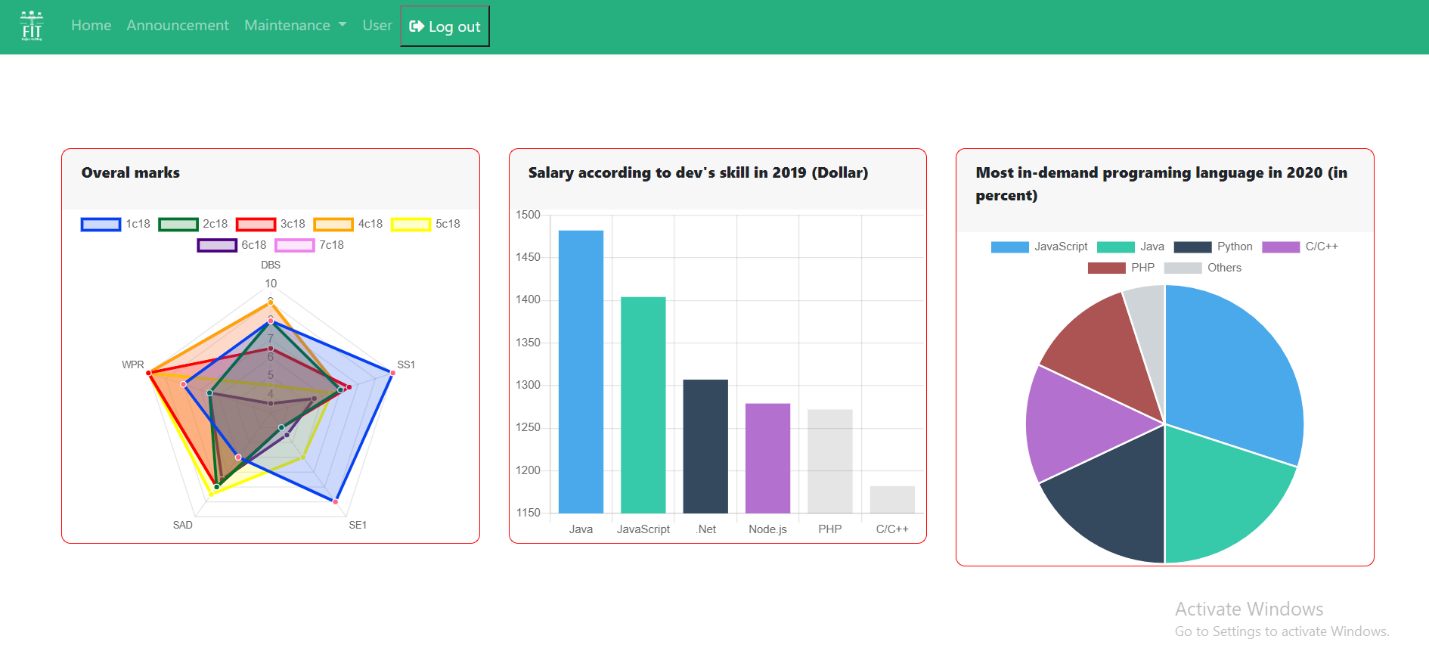 FIT
Home Announcement Maintenance User Log out
Overal marks
1c18 2c18 3c18 4c18 5c18
6c18 7c18
DBS
10
9
8
7
6
5
4
WPR
SS1
SAD
SE1
Salary according to dev's skill in 2019 (Dollar)
1500
1450
1400
1350
1300
1250
1200
1150
Java JavaScript .Net Node.js PHP C/C++
Most in-demand programing language in 2020 (in
percent)
JavaScript Java Python C/C++
PHP Others
Activate Windows
Go to Settings to activate Windows.